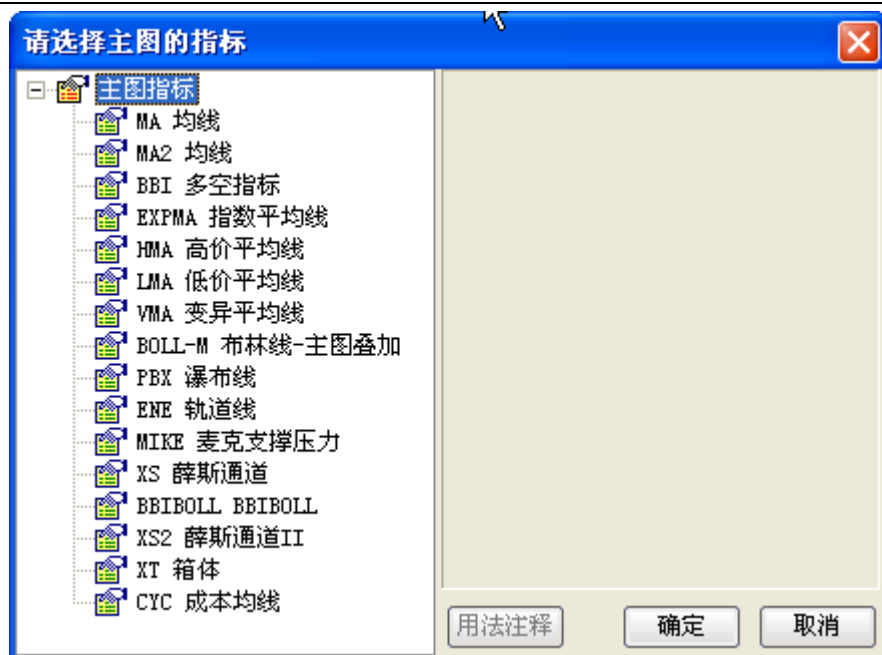 请选择主图的指标
主图指标
MA 均线
MA2 均线
BBI 多空指标
EXPMA 指数平均线
HMA 高价平均线
LMA 低价平均线
VMA 变异平均线
BOLL-M 布林线-主图叠加
PBX 瀑布线
ENE 轨道线
MIKE 麦克支撑压力
XS 薛斯通道
BBIBOLL BBIBOLL
XS2 薛斯通道II
XT 箱体
CYC 成本均线
用法注释 确定 取消